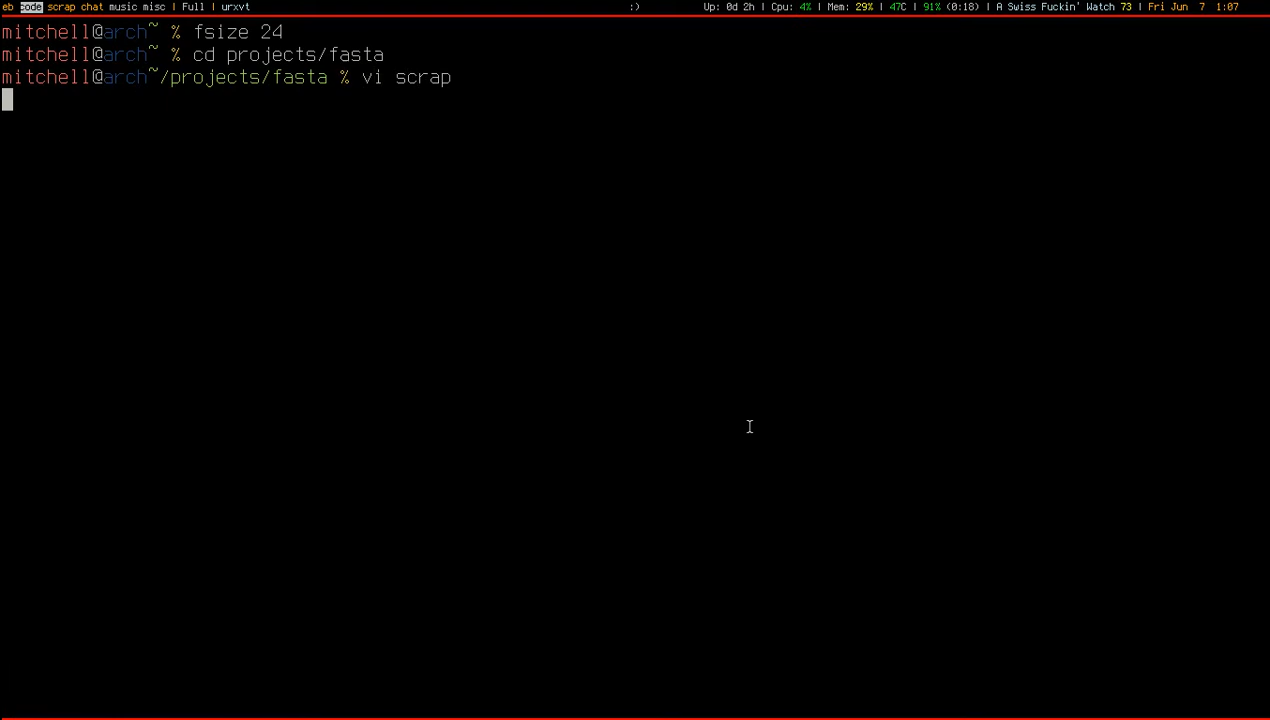 eb code scrap chat music misc | Full | urxvt :) Up: 0d 2h | Cpu: 4% | Mem: 29% | 47C | 91% (0:18) | A Swiss Fuckin' Watch 73 | Fri Jun 7 1:07
mitchell@arch~ % fsize 24
mitchell@arch~ % cd projects/fasta
mitchell@arch~/projects/fasta % vi scrap